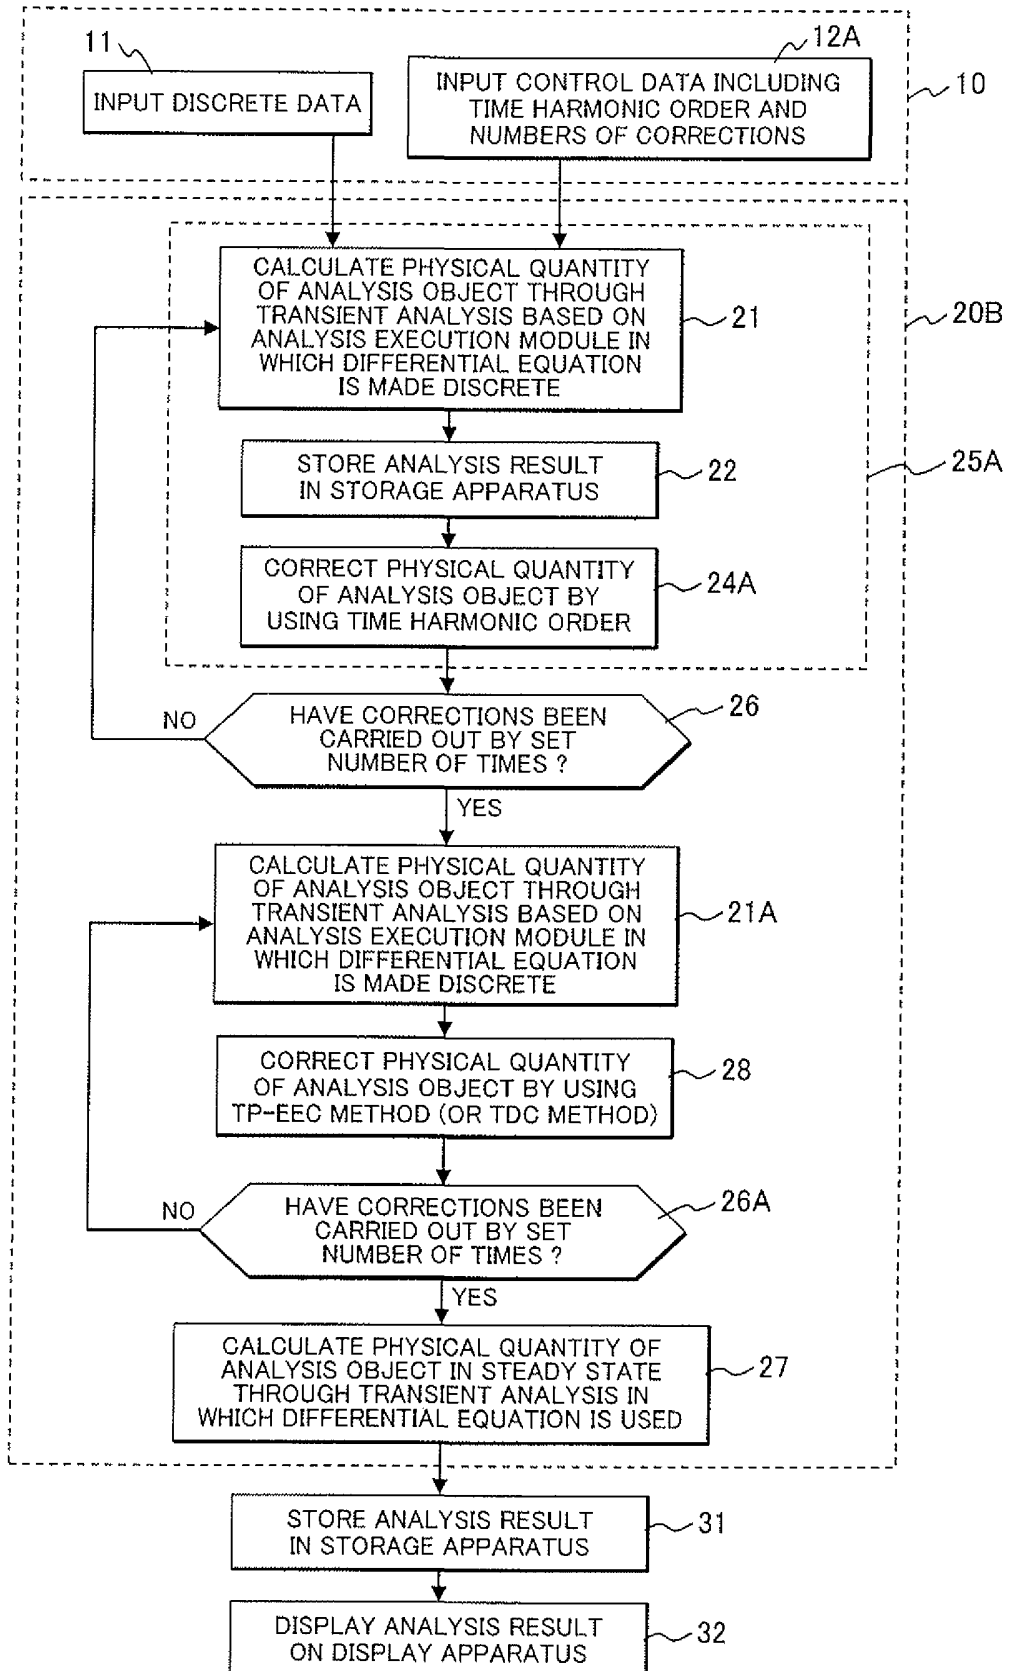 11
INPUT DISCRETE DATA
12A
INPUT CONTROL DATA INCLUDING
TIME HARMONIC ORDER AND
NUMBERS OF CORRECTIONS
10
CALCULATE PHYSICAL QUANTITY
OF ANALYSIS OBJECT THROUGH
TRANSIENT ANALYSIS BASED ON
ANALYSIS EXECUTION MODULE IN
WHICH DIFFERENTIAL EQUATION
IS MADE DISCRETE
21
20B
STORE ANALYSIS RESULT
IN STORAGE APPARATUS
22
25A
CORRECT PHYSICAL QUANTITY
OF ANALYSIS OBJECT BY
USING TIME HARMONIC ORDER
24A
HAVE CORRECTIONS BEEN
CARRIED OUT BY SET
NUMBER OF TIMES ?
26
NO
YES
CALCULATE PHYSICAL QUANTITY
OF ANALYSIS OBJECT THROUGH
TRANSIENT ANALYSIS BASED ON
ANALYSIS EXECUTION MODULE IN
WHICH DIFFERENTIAL EQUATION
IS MADE DISCRETE
21A
CORRECT PHYSICAL QUANTITY
OF ANALYSIS OBJECT BY USING
TP-EEC METHOD (OR TDC METHOD)
28
HAVE CORRECTIONS BEEN
CARRIED OUT BY SET
NUMBER OF TIMES ?
26A
NO
YES
CALCULATE PHYSICAL QUANTITY OF
ANALYSIS OBJECT IN STEADY STATE
THROUGH TRANSIENT ANALYSIS IN
WHICH DIFFERENTIAL EQUATION IS USED
27
STORE ANALYSIS RESULT
IN STORAGE APPARATUS
31
DISPLAY ANALYSIS RESULT
ON DISPLAY APPARATUS
32